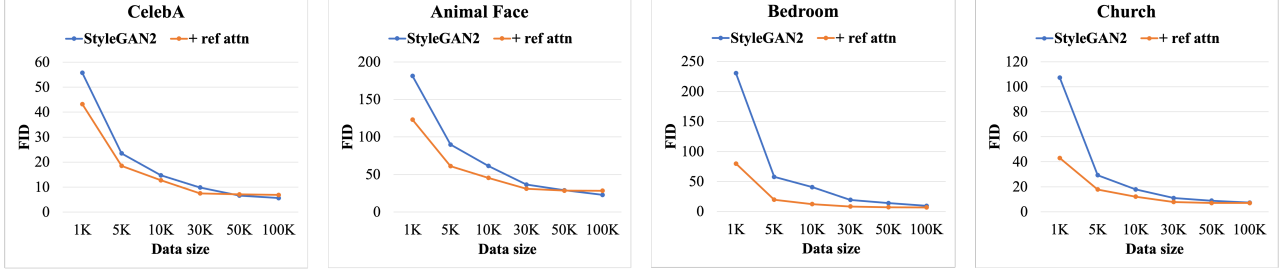 CelebA
StyleGAN2 + ref attn
60
50
40
30
20
10
0
FID
1K 5K 10K 30K 50K 100K
Data size
Animal Face
StyleGAN2 + ref attn
200
150
100
50
0
FID
1K 5K 10K 30K 50K 100K
Data size
Bedroom
StyleGAN2 + ref attn
250
200
150
100
50
0
FID
1K 5K 10K 30K 50K 100K
Data size
Church
StyleGAN2 + ref attn
120
100
80
60
40
20
0
FID
1K 5K 10K 30K 50K 100K
Data size